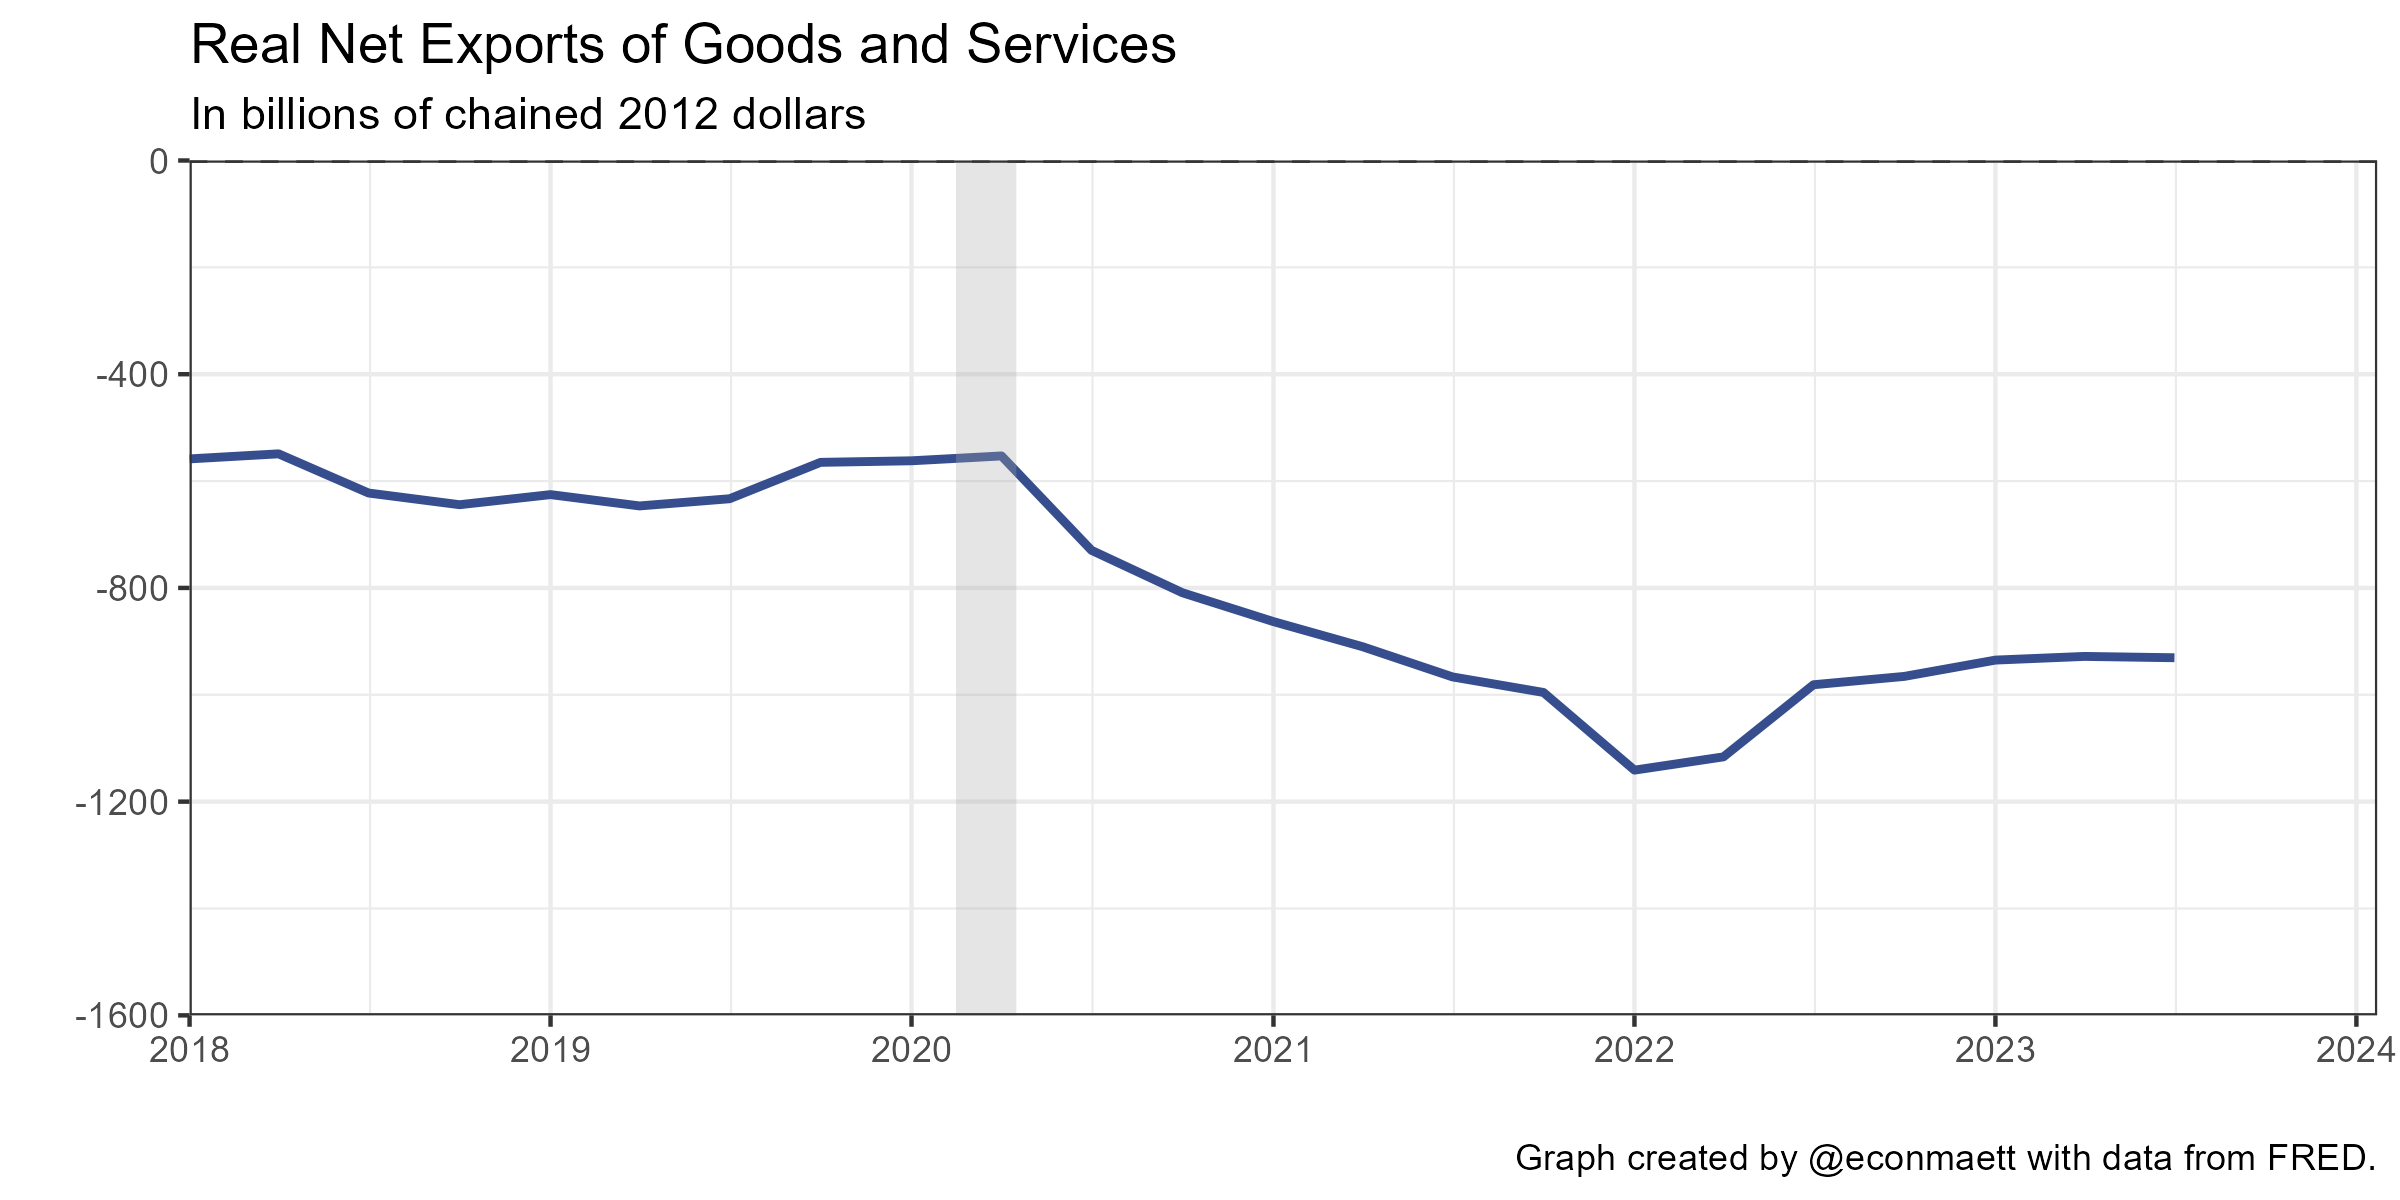 Real Net Exports of Goods and Services
In billions of chained 2012 dollars
0
-400
-800
-1200
-1600
2018 2019 2020 2021 2022 2023 2024
Graph created by @econmaett with data from FRED.